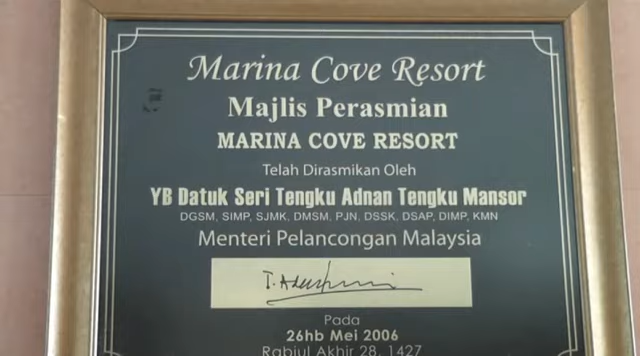 Marina Cove Resort
Majlis Perasmian
MARINA COVE RESORT
Telah Dirasmikan Oleh
YB Datuk Seri Tengku Adnan Tengku Mansor
DGSM, SIMP, SJMK, DMSM, PJN, DSSK, DSAP, DIMP, KMN
Menteri Pelancongan Malaysia
Pada
26hb Mei 2006
Rabiul Akhir 28, 1427